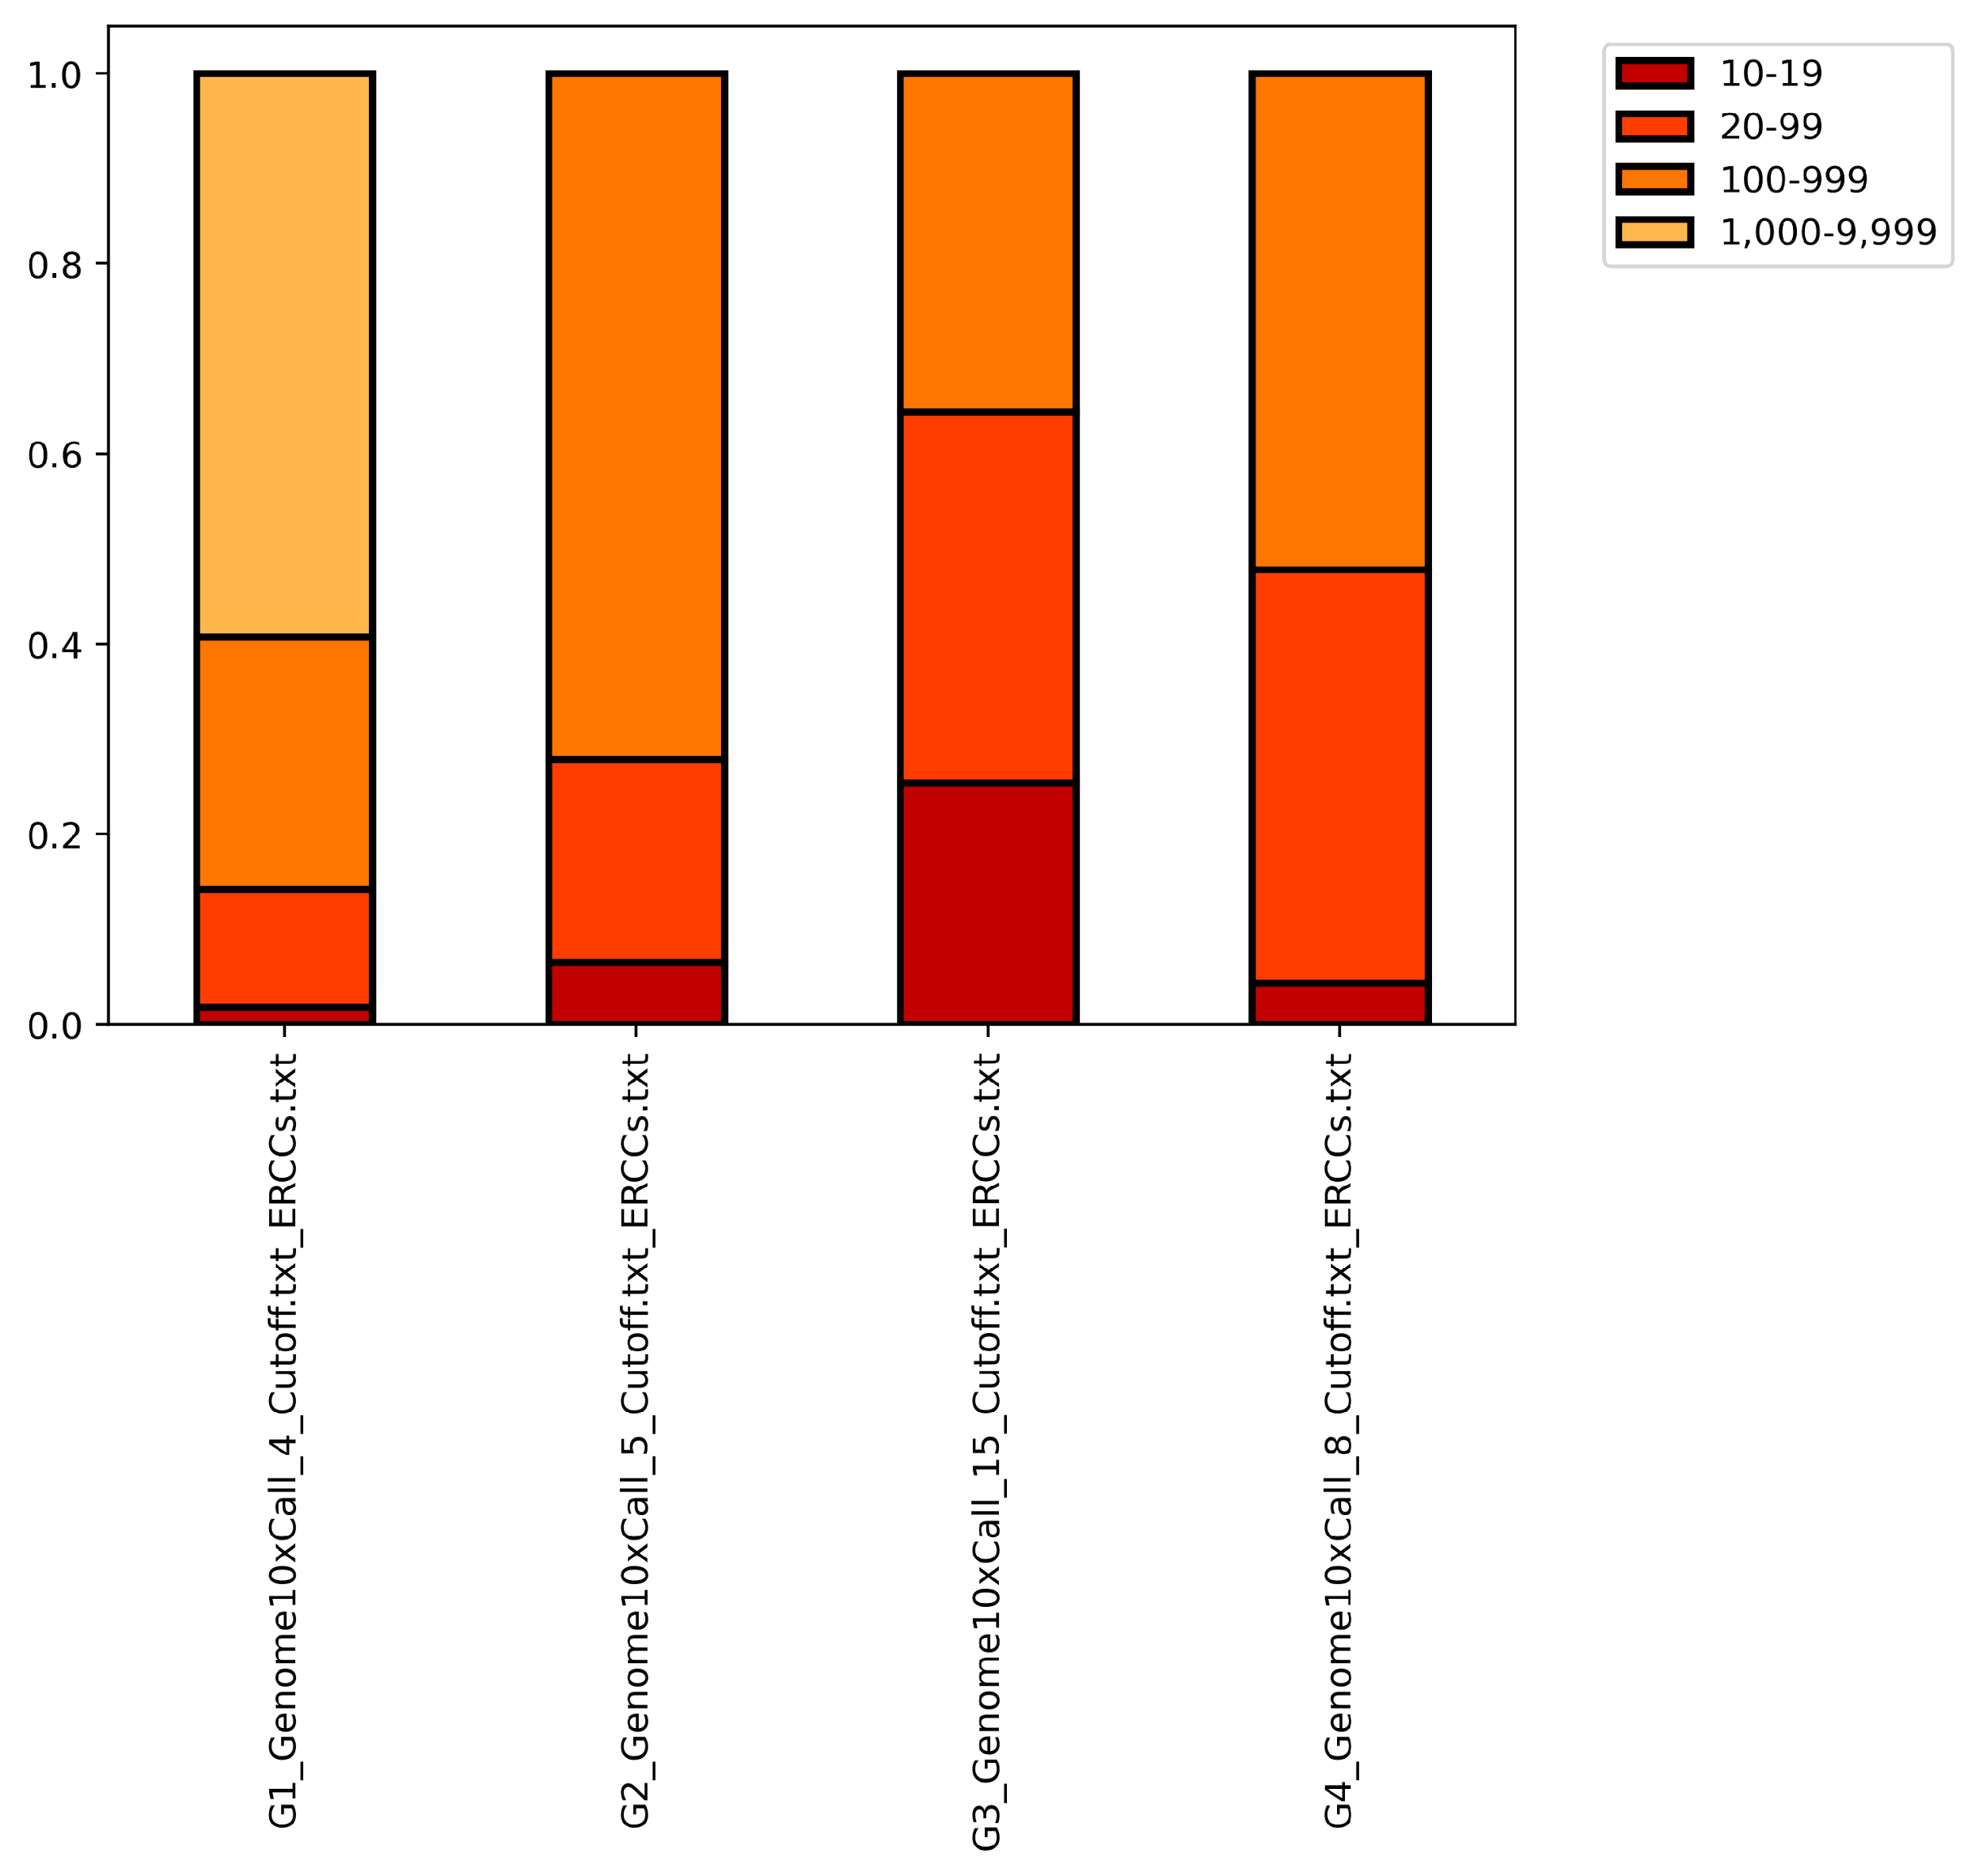 1.0
0.8
0.6
0.4
0.2
0.0
10-19
20-99
100-999
1,000-9,999
G1_Genome10xCall_4_Cutoff.txt_ERCCs.txt
G2_Genome10xCall_5_Cutoff.txt_ERCCs.txt
G3_Genome10xCall_15_Cutoff.txt_ERCCs.txt
G4_Genome10xCall_8_Cutoff.txt_ERCCs.txt